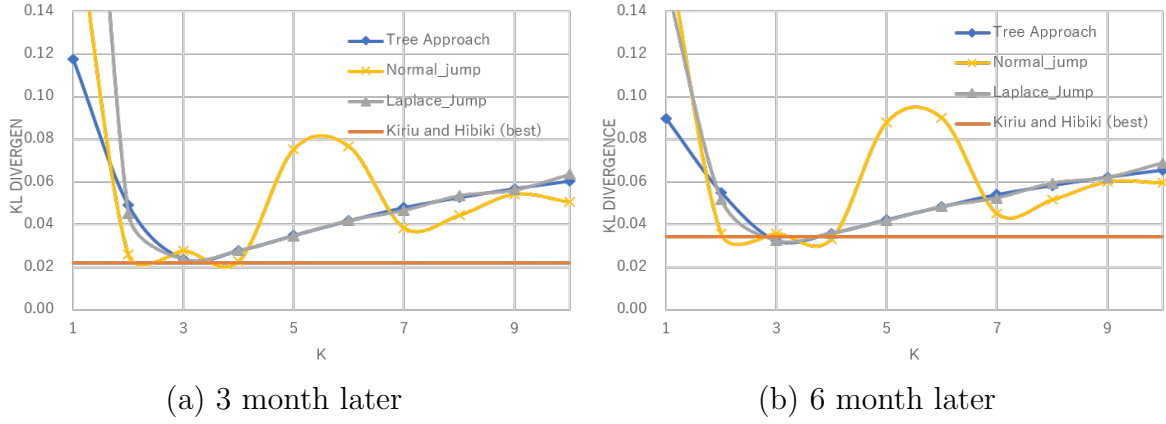 0.14
0.12
0.10
0.08
0.06
0.04
0.02
0.00
KL DIVERGEN
1
3
5
7
9
K
Tree Approach
Normal_jump
Laplace_Jump
Kiriu and Hibiki (best)
(a) 3 month later
0.14
0.12
0.10
0.08
0.06
0.04
0.02
0.00
KL DIVERGENCE
1
3
5
7
9
K
Tree Approach
Normal_jump
Laplace_Jump
Kiriu and Hibiki (best)
(b) 6 month later